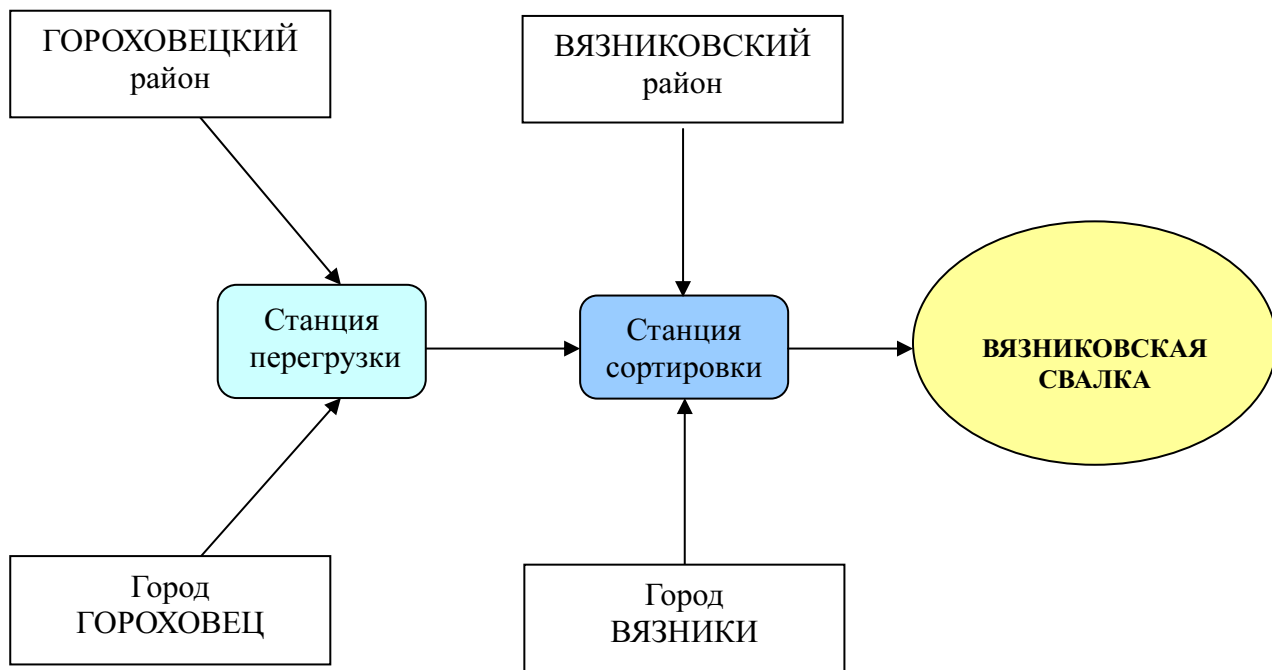 ГОРОХОВЕЦКИЙ
район
ВЯЗНИКОВСКИЙ
район
Станция
перегрузки
Станция
сортировки
ВЯЗНИКОВСКАЯ
СВАЛКА
Город
ГОРОХОВЕЦ
Город
ВЯЗНИКИ